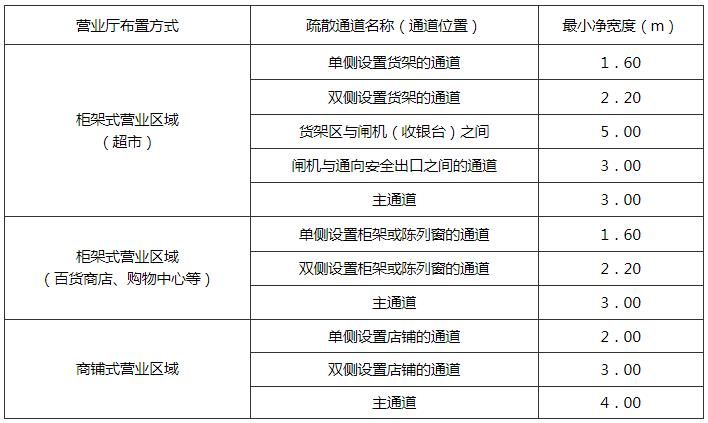 营业厅布置方式 疏散通道名称（通道位置） 最小净宽度（m）
柜架式营业区域
（超市）
单侧设置货架的通道 1．60
双侧设置货架的通道 2．20
货架区与闸机（收银台）之间 5．00
闸机与通向安全出口之间的通道 3．00
主通道 3．00
柜架式营业区域
（百货商店、购物中心等）
单侧设置柜架或陈列窗的通道 1．60
双侧设置柜架或陈列窗的通道 2．20
主通道 3．00
商铺式营业区域
单侧设置店铺的通道 2．00
双侧设置店铺的通道 3．00
主通道 4．00